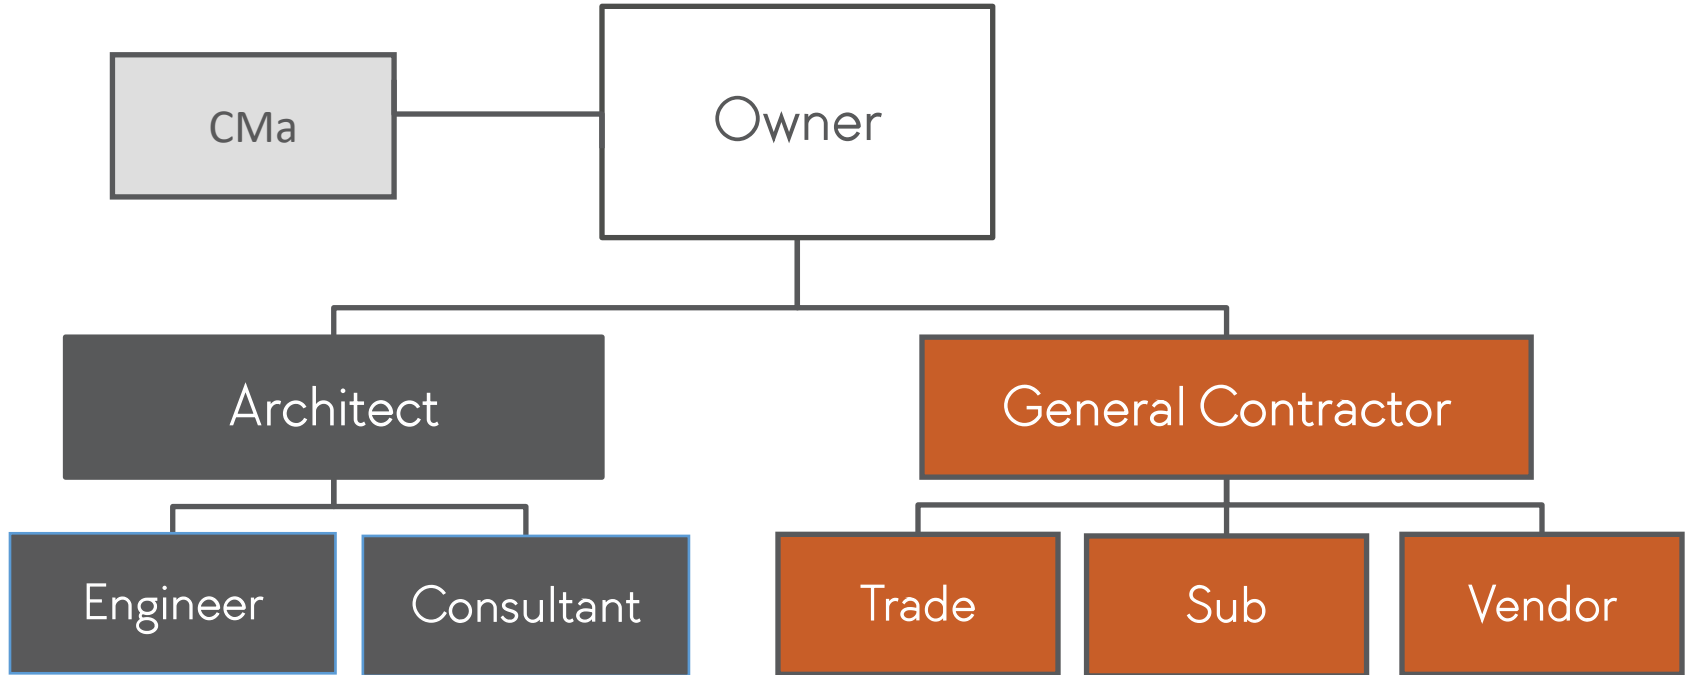 CMa
Owner
Architect
General Contractor
Engineer
Consultant
Trade
Sub
Vendor